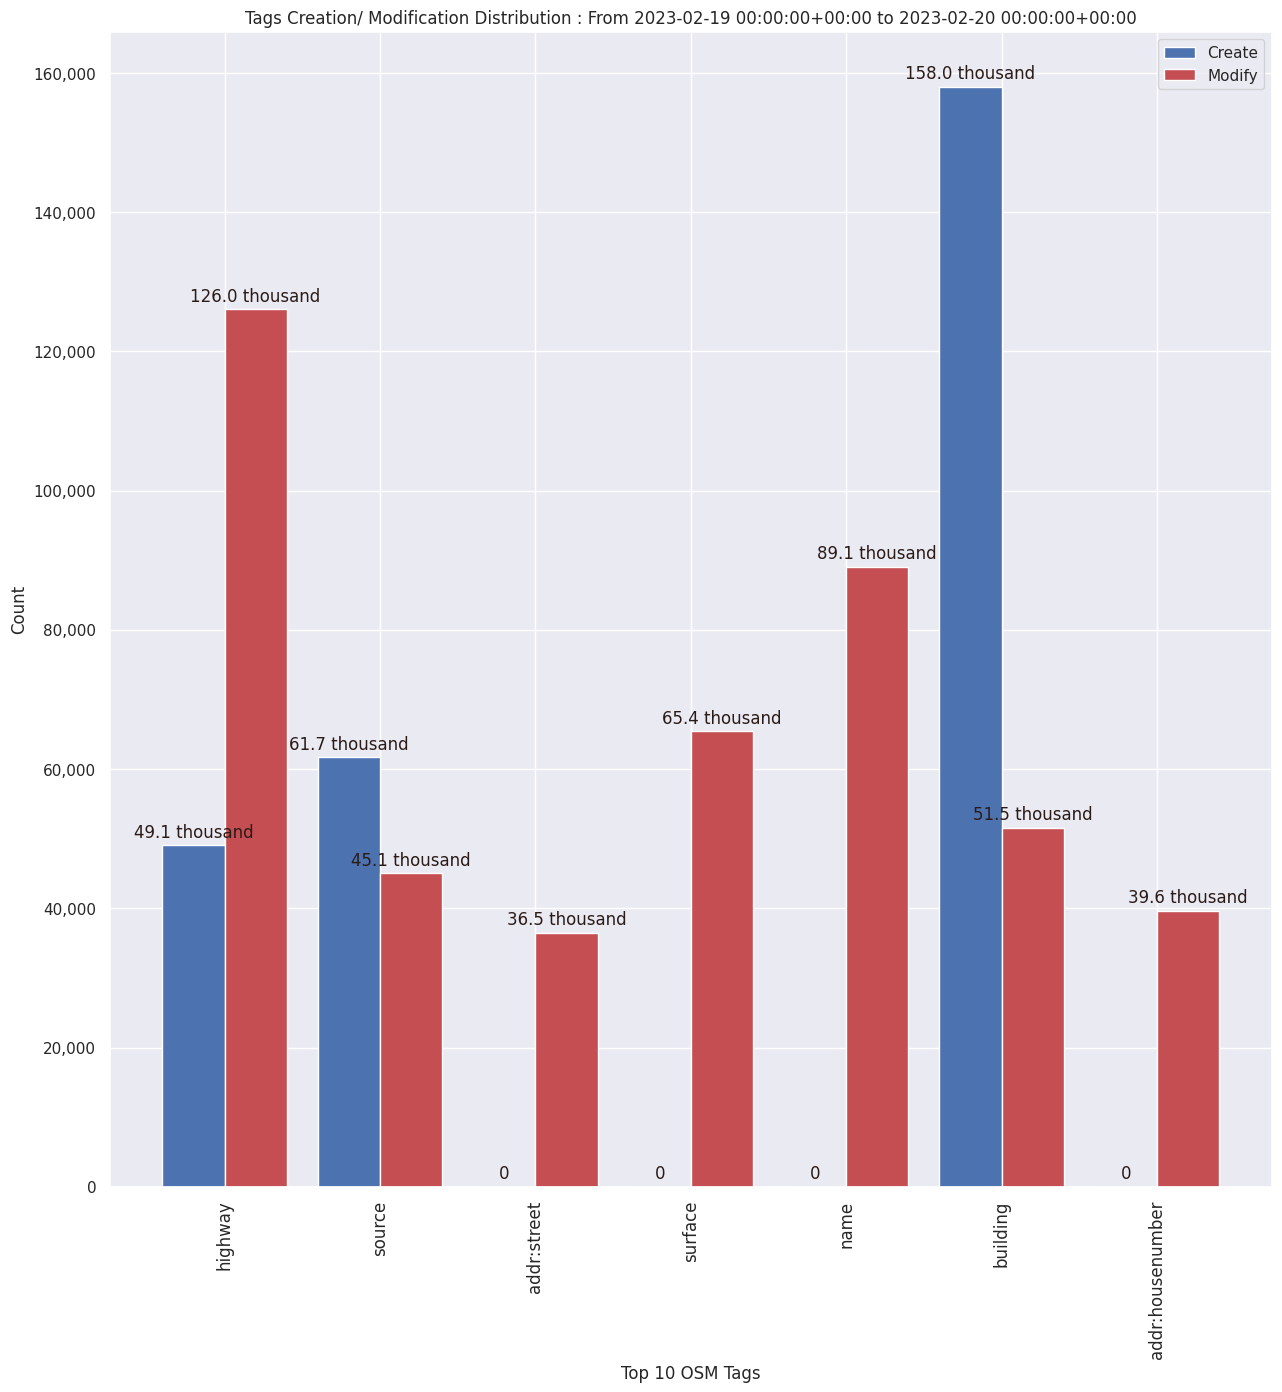 Tags Creation/ Modification Distribution : From 2023-02-19 00:00:00+00:00 to 2023-02-20 00:00:00+00:00
Create
Modify
160,000
140,000
120,000
100,000
80,000
60,000
40,000
20,000
0
Count
49.1 thousand
126.0 thousand
61.7 thousand
45.1 thousand
0
36.5 thousand
0
65.4 thousand
0
89.1 thousand
158.0 thousand
51.5 thousand
0
39.6 thousand
highway
source
addr:street
surface
name
building
addr:housenumber
Top 10 OSM Tags